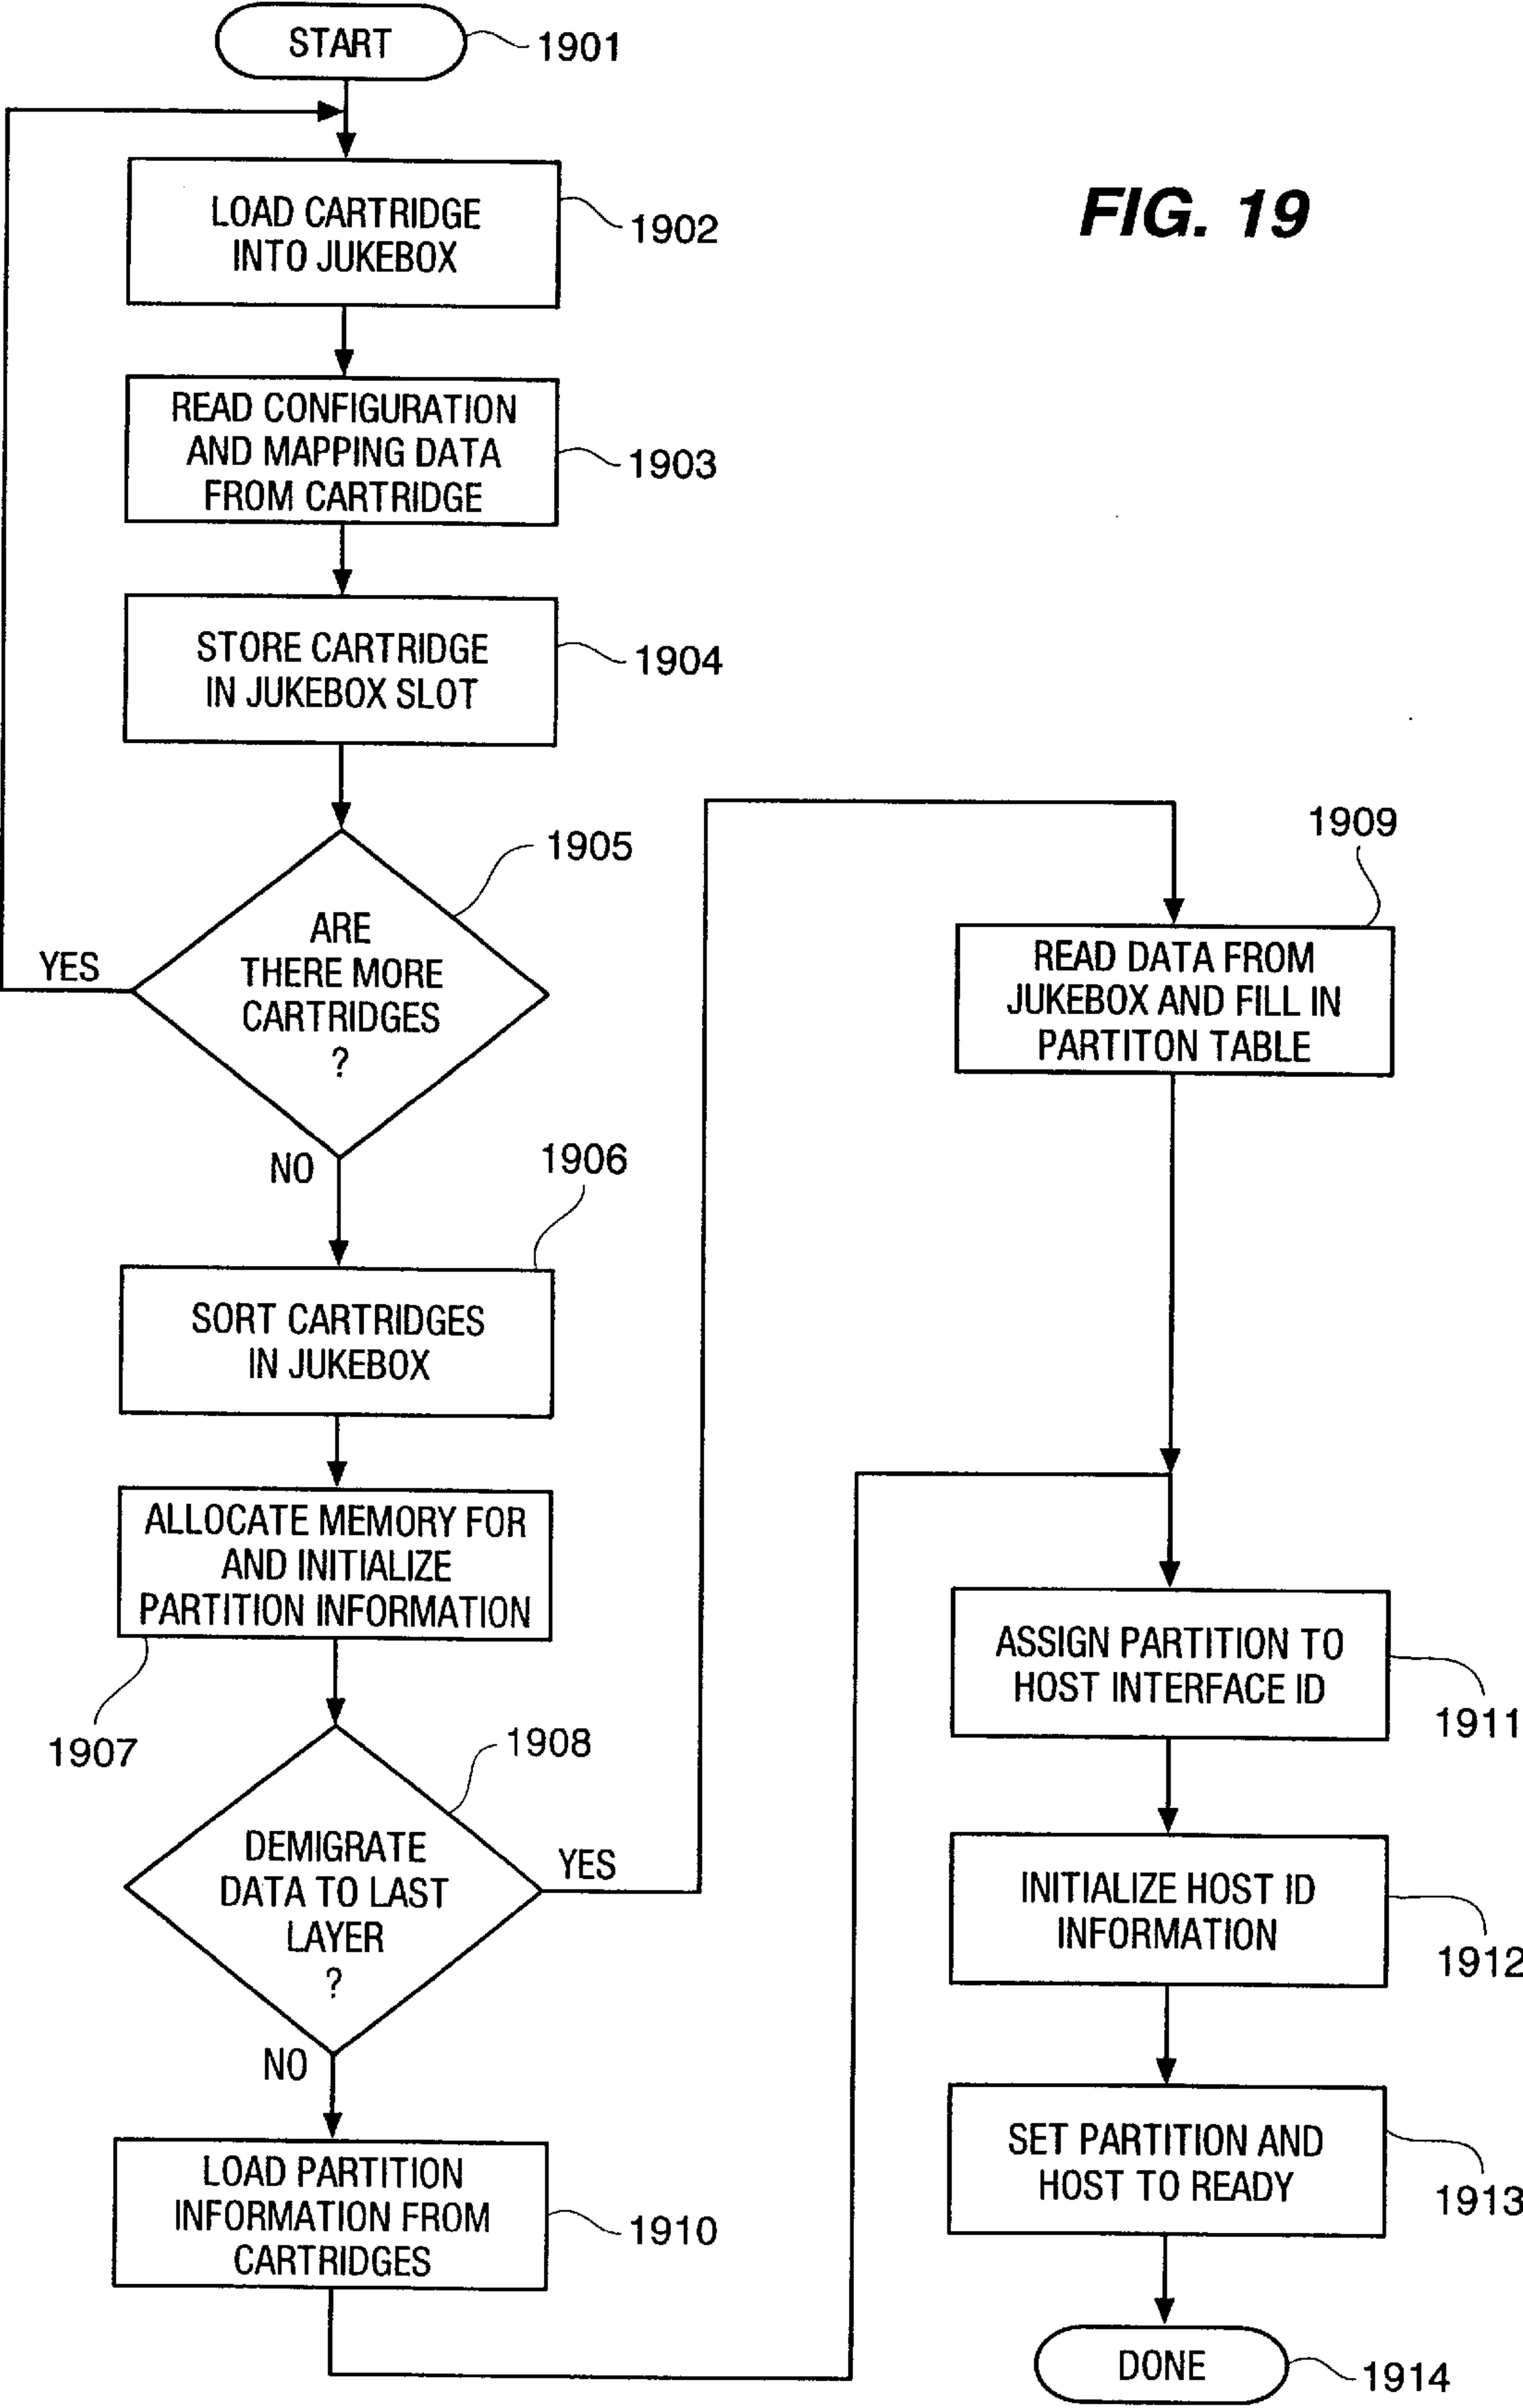 START
1901
LOAD CARTRIDGE
INTO JUKEBOX
1902
FIG. 19
READ CONFIGURATION
AND MAPPING DATA
FROM CARTRIDGE
1903
STORE CARTRIDGE
IN JUKEBOX SLOT
1904
ARE
THERE MORE
CARTRIDGES
?
1905
YES
NO
SORT CARTRIDGES
IN JUKEBOX
1906
ALLOCATE MEMORY FOR
AND INITIALIZE
PARTITION INFORMATION
1907
DEMIGRATE
DATA TO LAST
LAYER
?
1908
YES
NO
LOAD PARTITION
INFORMATION FROM
CARTRIDGES
1910
1909
READ DATA FROM
JUKEBOX AND FILL IN
PARTITON TABLE
ASSIGN PARTITION TO
HOST INTERFACE ID
1911
INITIALIZE HOST ID
INFORMATION
1912
SET PARTITION AND
HOST TO READY
1913
DONE
1914